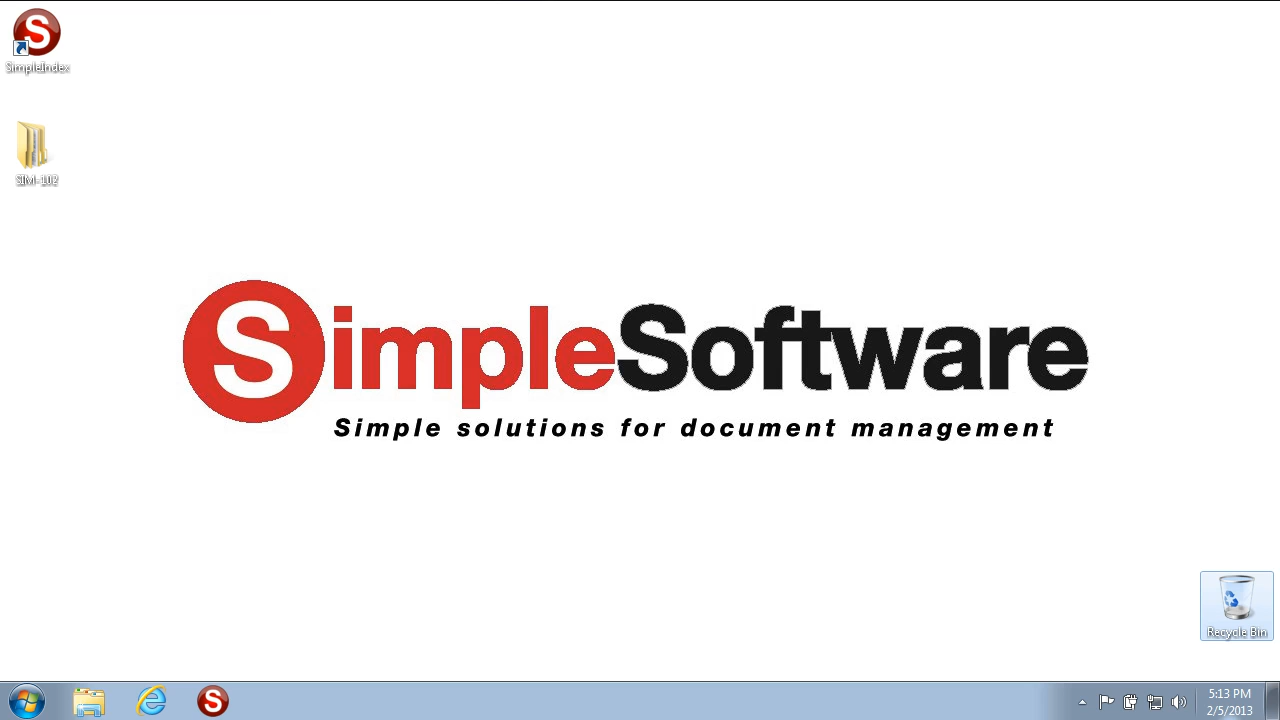 SimpleIndex
SIM-102
S SimpleSoftware
Simple solutions for document management
Recycle Bin
S
5:13 PM
2/5/2013